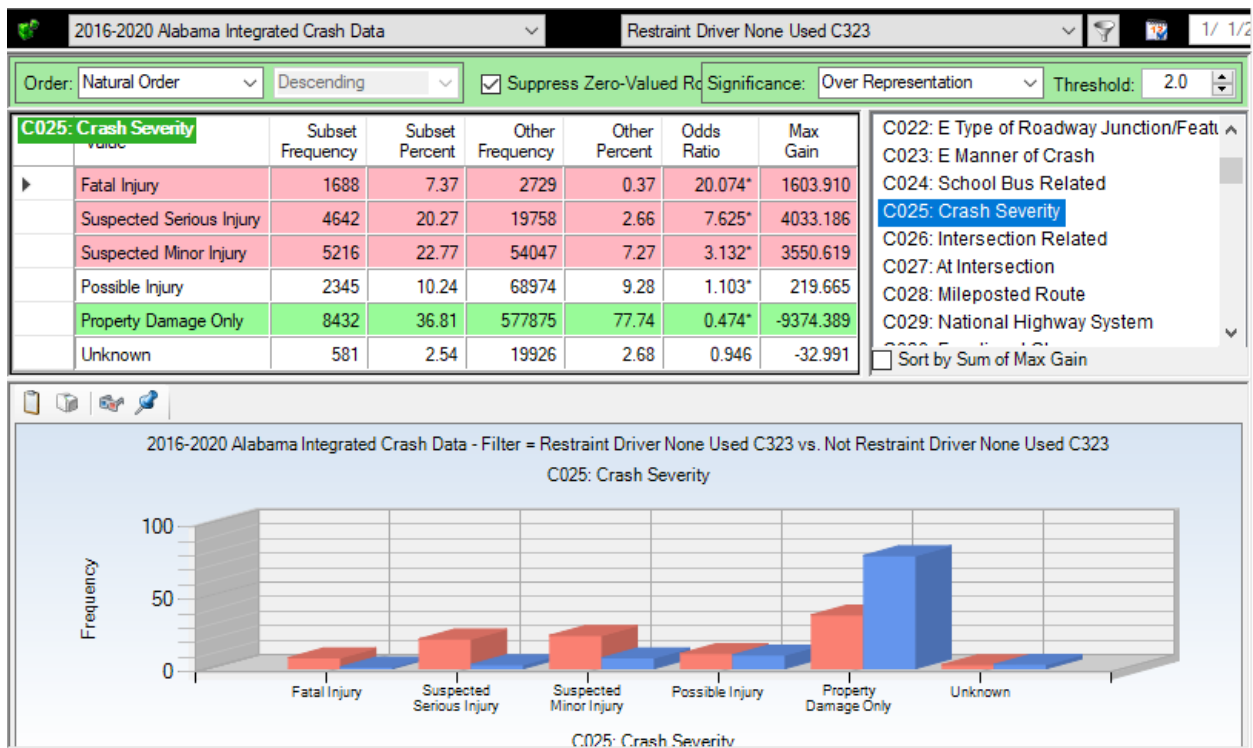 2016-2020 Alabama Integrated Crash Data Restraint Driver None Used C323 1/ 1/2
Order: Natural Order Descending Suppress Zero-Valued Ro Significance: Over Representation Threshold: 2.0
C025: Crash Severity Subset Frequency Subset Percent Other Frequency Other Percent Odds Ratio Max Gain
Fatal Injury 1688 7.37 2729 0.37 20.074* 1603.910
Suspected Serious Injury 4642 20.27 19758 2.66 7.625* 4033.186
Suspected Minor Injury 5216 22.77 54047 7.27 3.132* 3550.619
Possible Injury 2345 10.24 68974 9.28 1.103* 219.665
Property Damage Only 8432 36.81 577875 77.74 0.474* -9374.389
Unknown 581 2.54 19926 2.68 0.946 -32.991
C022: E Type of Roadway Junction/Featu
C023: E Manner of Crash
C024: School Bus Related
C025: Crash Severity
C026: Intersection Related
C027: At Intersection
C028: Mileposted Route
C029: National Highway System
Sort by Sum of Max Gain
2016-2020 Alabama Integrated Crash Data - Filter = Restraint Driver None Used C323 vs. Not Restraint Driver None Used C323
C025: Crash Severity
100
50
0
Frequency
Fatal Injury Suspected Serious Injury Suspected Minor Injury Possible Injury Property Damage Only Unknown
C025: Crash Severity